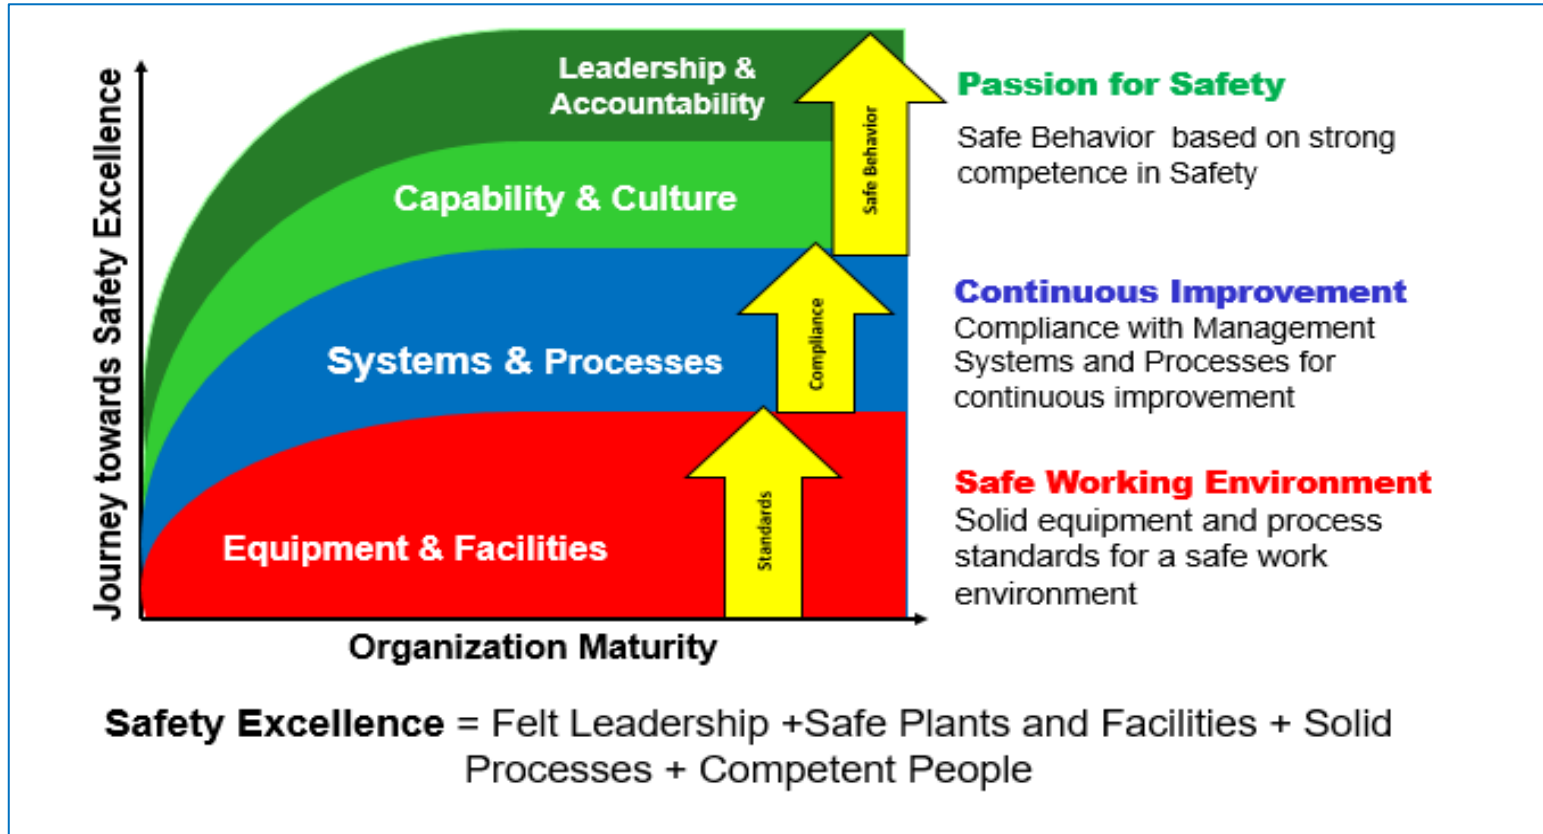 Leadership &
Accountability
Capability & Culture
Systems & Processes
Equipment & Facilities
Safe Behavior
Compliance
Standards
Journey towards Safety Excellence
Organization Maturity
Passion for Safety
Safe Behavior based on strong
competence in Safety
Continuous Improvement
Compliance with Management
Systems and Processes for
continuous improvement
Safe Working Environment
Solid equipment and process
standards for a safe work
environment
Safety Excellence = Felt Leadership +Safe Plants and Facilities + Solid
Processes + Competent People